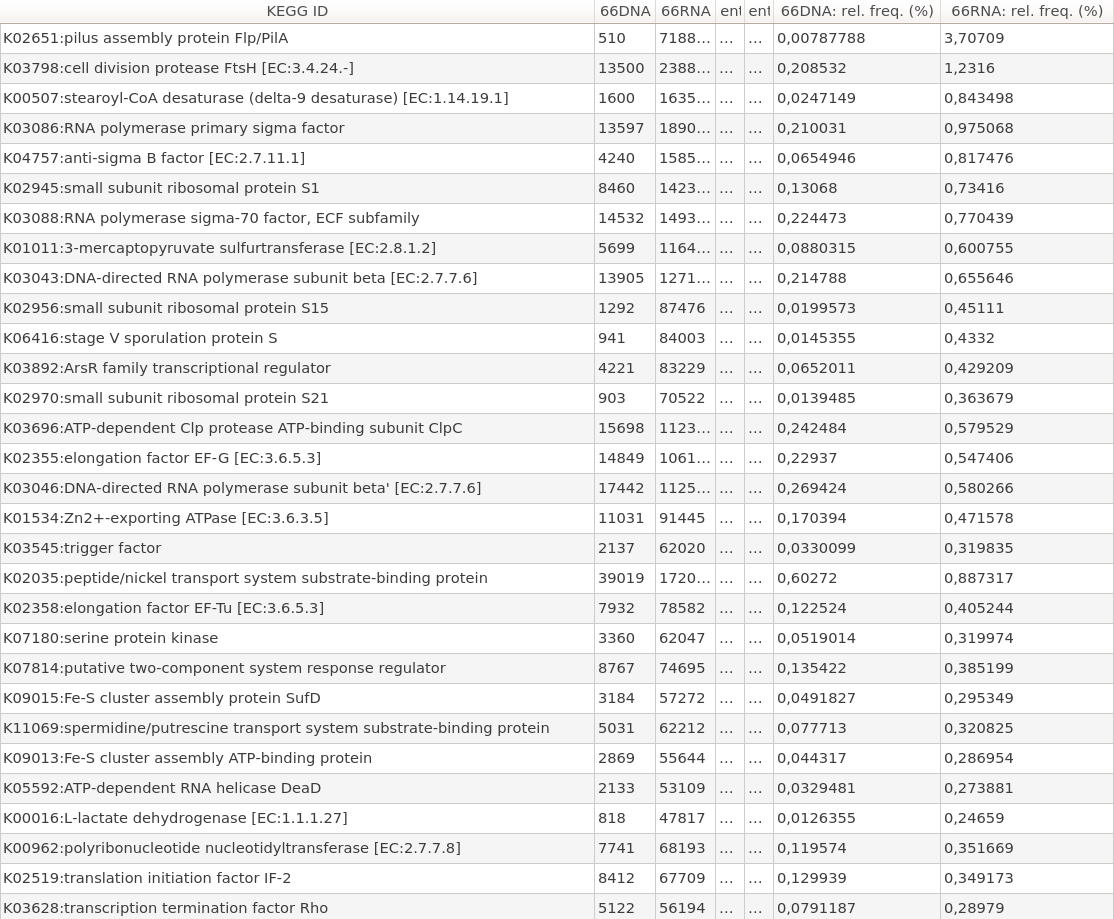 KEGG ID 66DNA 66RNA ent ent 66DNA: rel. freq. (%) 66RNA: rel. freq. (%)
K02651:pilus assembly protein Flp/PilA 510 7188... ... ... 0,00787788 3,70709
K03798:cell division protease FtsH [EC:3.4.24.-] 13500 2388... ... ... 0,208532 1,2316
K00507:stearoyl-CoA desaturase (delta-9 desaturase) [EC:1.14.19.1] 1600 1635... ... ... 0,0247149 0,843498
K03086:RNA polymerase primary sigma factor 13597 1890... ... ... 0,210031 0,975068
K04757:anti-sigma B factor [EC:2.7.11.1] 4240 1585... ... ... 0,0654946 0,817476
K02945:small subunit ribosomal protein S1 8460 1423... ... ... 0,13068 0,73416
K03088:RNA polymerase sigma-70 factor, ECF subfamily 14532 1493... ... ... 0,224473 0,770439
K01011:3-mercaptopyruvate sulfurtransferase [EC:2.8.1.2] 5699 1164... ... ... 0,0880315 0,600755
K03043:DNA-directed RNA polymerase subunit beta [EC:2.7.7.6] 13905 1271... ... ... 0,214788 0,655646
K02956:small subunit ribosomal protein S15 1292 87476 ... ... 0,0199573 0,45111
K06416:stage V sporulation protein S 941 84003 ... ... 0,0145355 0,4332
K03892:ArsR family transcriptional regulator 4221 83229 ... ... 0,0652011 0,429209
K02970:small subunit ribosomal protein S21 903 70522 ... ... 0,0139485 0,363679
K03696:ATP-dependent Clp protease ATP-binding subunit ClpC 15698 1123... ... ... 0,242484 0,579529
K02355:elongation factor EF-G [EC:3.6.5.3] 14849 1061... ... ... 0,22937 0,547406
K03046:DNA-directed RNA polymerase subunit beta' [EC:2.7.7.6] 17442 1125... ... ... 0,269424 0,580266
K01534:Zn2+-exporting ATPase [EC:3.6.3.5] 11031 91445 ... ... 0,170394 0,471578
K03545:trigger factor 2137 62020 ... ... 0,0330099 0,319835
K02035:peptide/nickel transport system substrate-binding protein 39019 1720... ... ... 0,60272 0,887317
K02358:elongation factor EF-Tu [EC:3.6.5.3] 7932 78582 ... ... 0,122524 0,405244
K07180:serine protein kinase 3360 62047 ... ... 0,0519014 0,319974
K07814:putative two-component system response regulator 8767 74695 ... ... 0,135422 0,385199
K09015:Fe-S cluster assembly protein SufD 3184 57272 ... ... 0,0491827 0,295349
K11069:spermidine/putrescine transport system substrate-binding protein 5031 62212 ... ... 0,077713 0,320825
K09013:Fe-S cluster assembly ATP-binding protein 2869 55644 ... ... 0,044317 0,286954
K05592:ATP-dependent RNA helicase DeaD 2133 53109 ... ... 0,0329481 0,273881
K00016:L-lactate dehydrogenase [EC:1.1.1.27] 818 47817 ... ... 0,0126355 0,24659
K00962:polyribonucleotide nucleotidyltransferase [EC:2.7.7.8] 7741 68193 ... ... 0,119574 0,351669
K02519:translation initiation factor IF-2 8412 67709 ... ... 0,129939 0,349173
K03628:transcription termination factor Rho 5122 56194 ... ... 0,0791187 0,28979